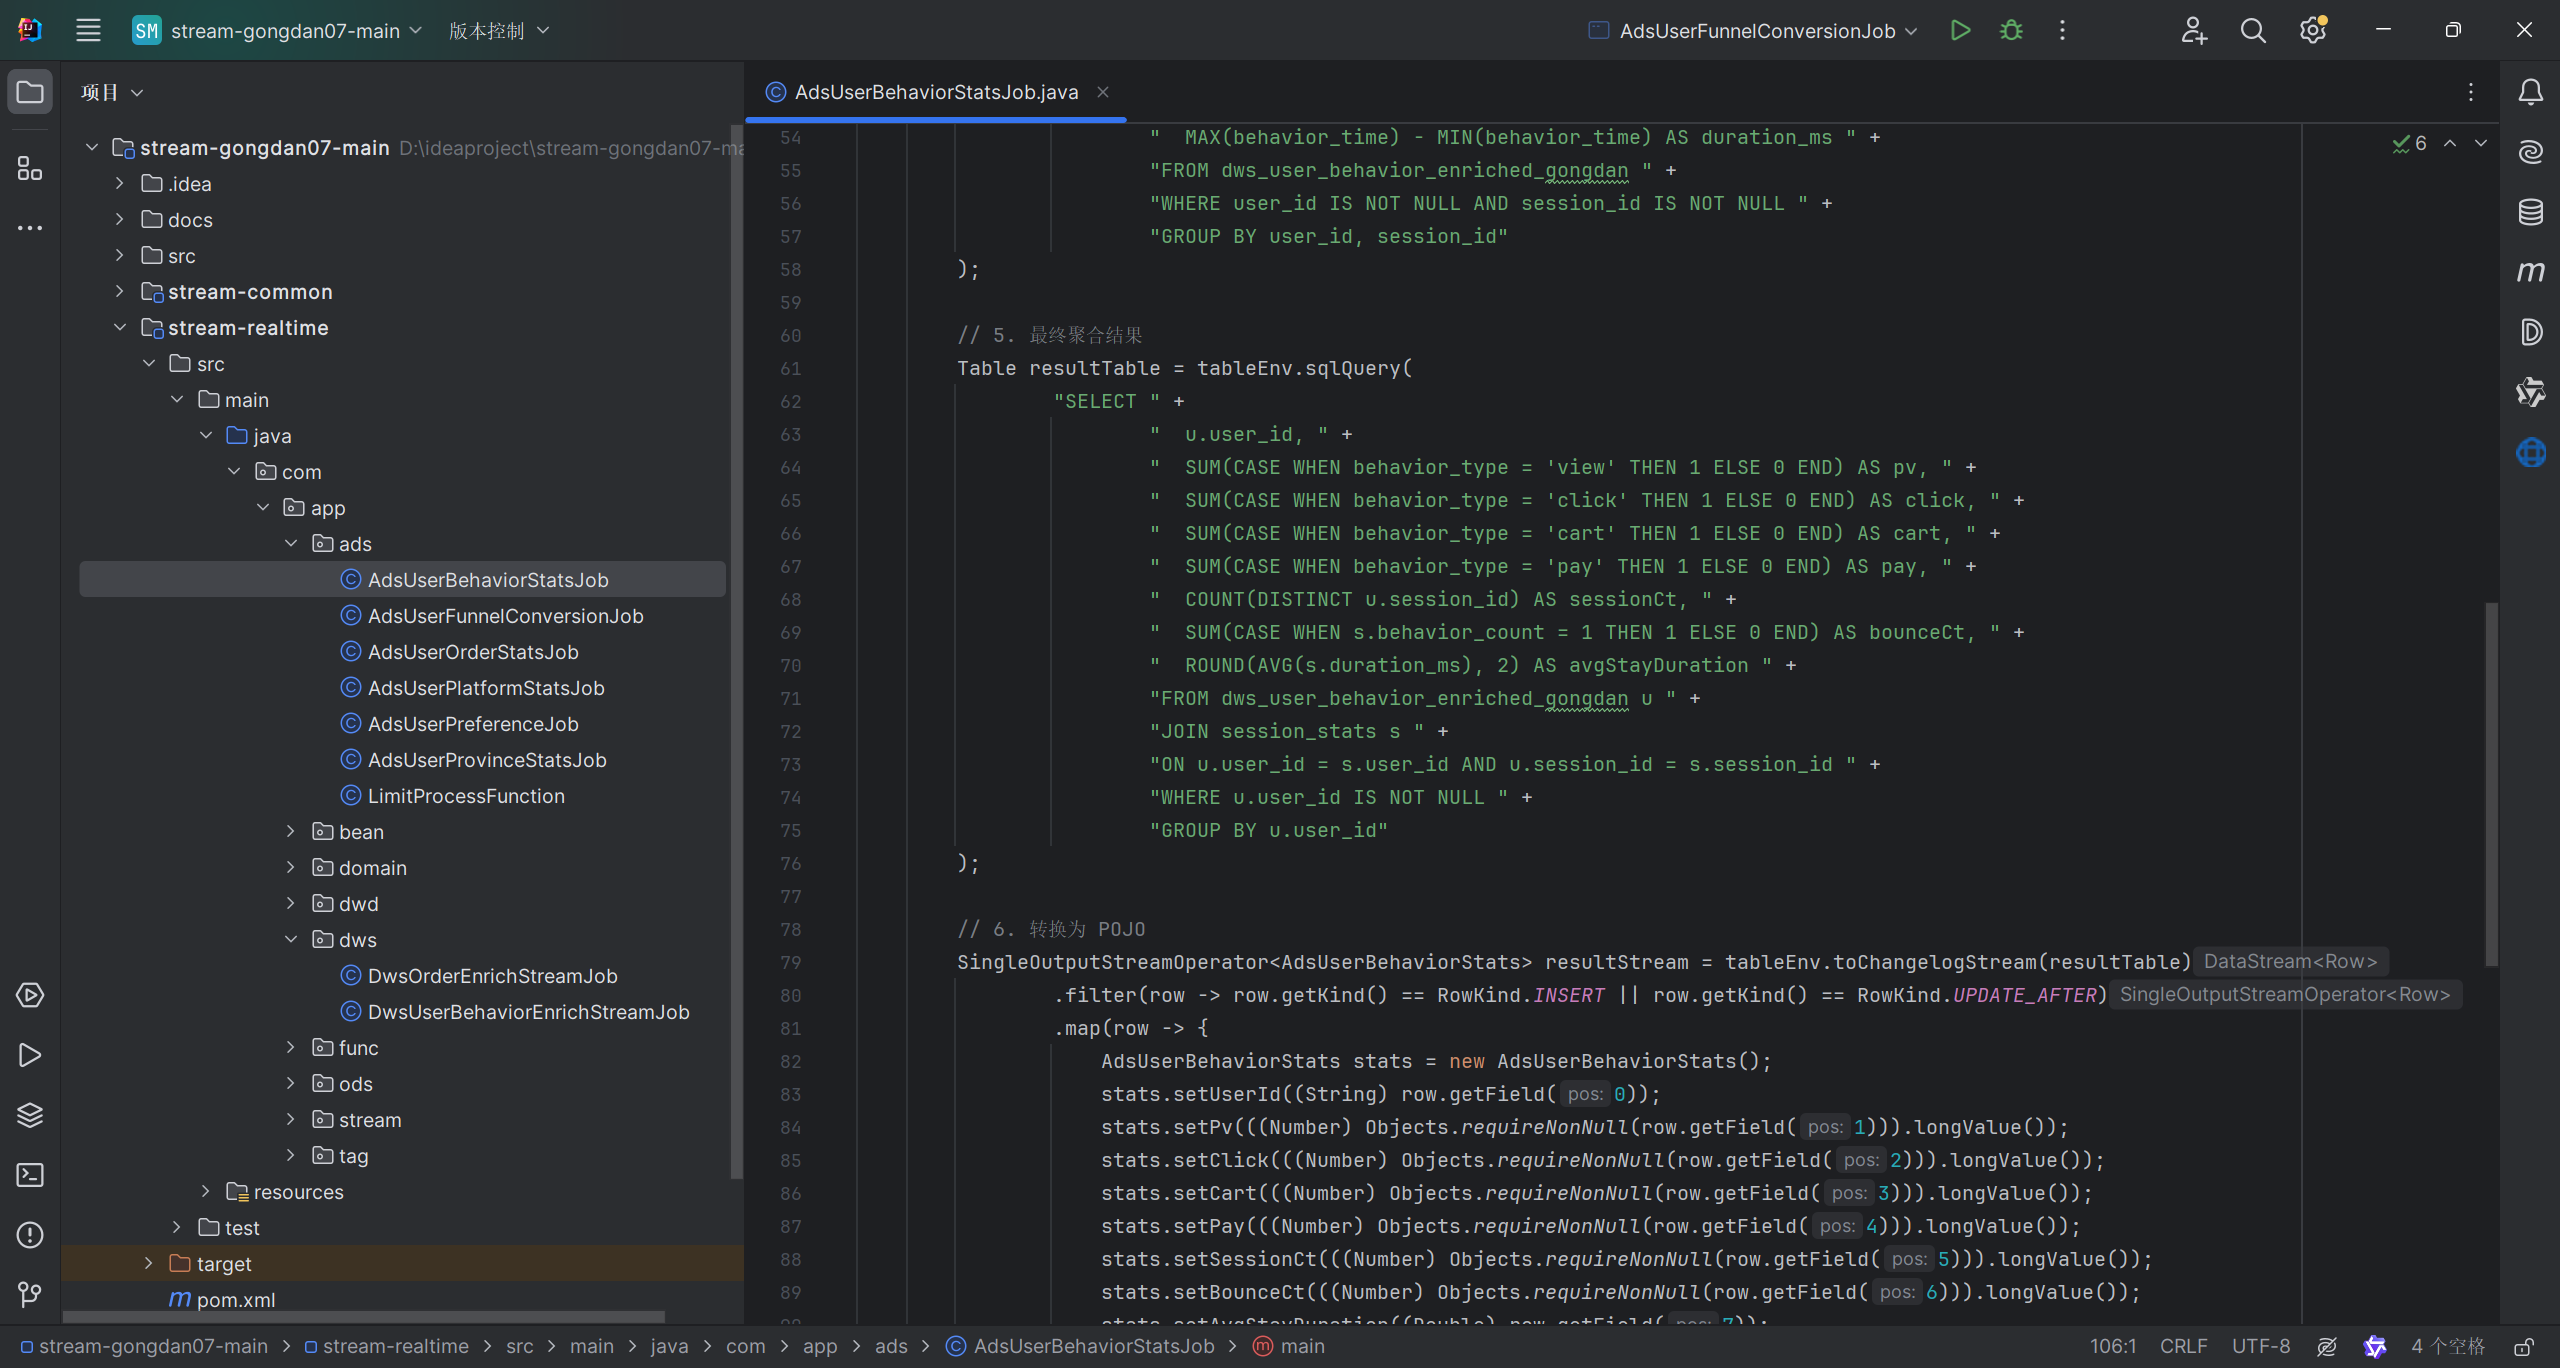 SM stream-gongdan07-main 版本控制 AdsUserFunnelConversionJob
项目
stream-gongdan07-main D:\ideaproject\stream-gongdan07-ma
.idea
docs
src
stream-common
stream-realtime
src
main
java
com
app
ads
AdsUserBehaviorStatsJob
AdsUserFunnelConversionJob
AdsUserOrderStatsJob
AdsUserPlatformStatsJob
AdsUserPreferenceJob
AdsUserProvinceStatsJob
LimitProcessFunction
bean
domain
dwd
dws
DwsOrderEnrichStreamJob
DwsUserBehaviorEnrichStreamJob
func
ods
stream
tag
resources
test
target
pom.xml
AdsUserBehaviorStatsJob.java
6
54 "  MAX(behavior_time) - MIN(behavior_time) AS duration_ms " +
55 "FROM dws_user_behavior_enriched_gongdan " +
56 "WHERE user_id IS NOT NULL AND session_id IS NOT NULL " +
57 "GROUP BY user_id, session_id"
58 );
59
60 // 5. 最终聚合结果
61 Table resultTable = tableEnv.sqlQuery(
62 "SELECT " +
63 "  u.user_id, " +
64 "  SUM(CASE WHEN behavior_type = 'view' THEN 1 ELSE 0 END) AS pv, " +
65 "  SUM(CASE WHEN behavior_type = 'click' THEN 1 ELSE 0 END) AS click, " +
66 "  SUM(CASE WHEN behavior_type = 'cart' THEN 1 ELSE 0 END) AS cart, " +
67 "  SUM(CASE WHEN behavior_type = 'pay' THEN 1 ELSE 0 END) AS pay, " +
68 "  COUNT(DISTINCT u.session_id) AS sessionCt, " +
69 "  SUM(CASE WHEN s.behavior_count = 1 THEN 1 ELSE 0 END) AS bounceCt, " +
70 "  ROUND(AVG(s.duration_ms), 2) AS avgStayDuration " +
71 "FROM dws_user_behavior_enriched_gongdan u " +
72 "JOIN session_stats s " +
73 "ON u.user_id = s.user_id AND u.session_id = s.session_id " +
74 "WHERE u.user_id IS NOT NULL " +
75 "GROUP BY u.user_id"
76 );
77
78 // 6. 转换为 POJO
79 SingleOutputStreamOperator<AdsUserBehaviorStats> resultStream = tableEnv.toChangelogStream(resultTable) DataStream<Row>
80 .filter(row -> row.getKind() == RowKind.INSERT || row.getKind() == RowKind.UPDATE_AFTER) SingleOutputStreamOperator<Row>
81 .map(row -> {
82 AdsUserBehaviorStats stats = new AdsUserBehaviorStats();
83 stats.setUserId((String) row.getField( pos: 0));
84 stats.setPv(((Number) Objects.requireNonNull(row.getField( pos: 1))).longValue());
85 stats.setClick(((Number) Objects.requireNonNull(row.getField( pos: 2))).longValue());
86 stats.setCart(((Number) Objects.requireNonNull(row.getField( pos: 3))).longValue());
87 stats.setPay(((Number) Objects.requireNonNull(row.getField( pos: 4))).longValue());
88 stats.setSessionCt(((Number) Objects.requireNonNull(row.getField( pos: 5))).longValue());
89 stats.setBounceCt(((Number) Objects.requireNonNull(row.getField( pos: 6))).longValue());
90 stats.setAvgStayDuration((Double) row.getField( pos: 7));
stream-gongdan07-main > stream-realtime > src > main > java > com > app > ads > AdsUserBehaviorStatsJob > main 106:1 CRLF UTF-8 4 个空格